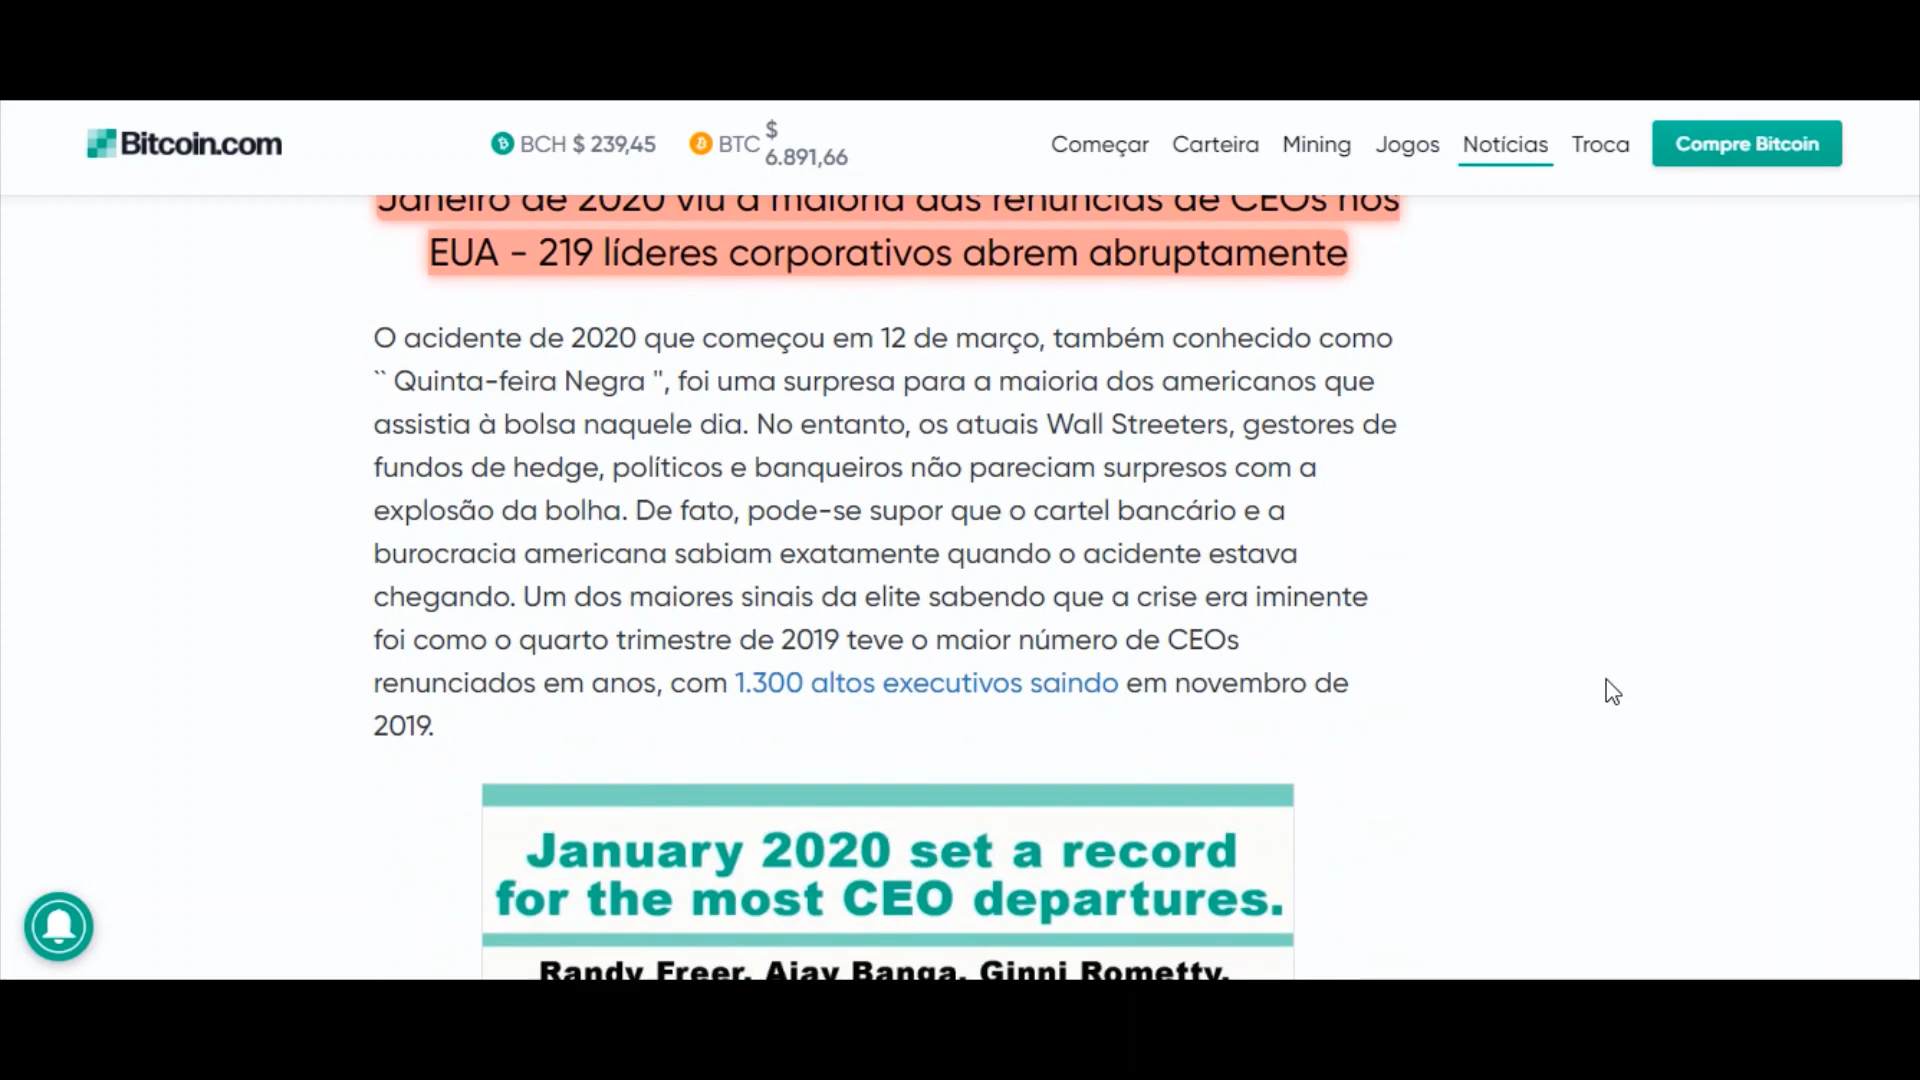 Bitcoin.com
BCH $ 239,45
BTC $ 6.891,66
Começar
Carteira
Mining
Jogos
Notícias
Troca
Compre Bitcoin
Janeiro de 2020 viu a maioria das renúncias de CEOs nos
EUA - 219 líderes corporativos abrem abruptamente
O acidente de 2020 que começou em 12 de março, também conhecido como
`` Quinta-feira Negra '', foi uma surpresa para a maioria dos americanos que
assistia à bolsa naquele dia. No entanto, os atuais Wall Streeters, gestores de
fundos de hedge, políticos e banqueiros não pareciam surpresos com a
explosão da bolha. De fato, pode-se supor que o cartel bancário e a
burocracia americana sabiam exatamente quando o acidente estava
chegando. Um dos maiores sinais da elite sabendo que a crise era iminente
foi como o quarto trimestre de 2019 teve o maior número de CEOs
renunciados em anos, com 1.300 altos executivos saindo em novembro de
2019.
January 2020 set a record
for the most CEO departures.
Randy Freer, Ajay Banga, Ginni Rometty,